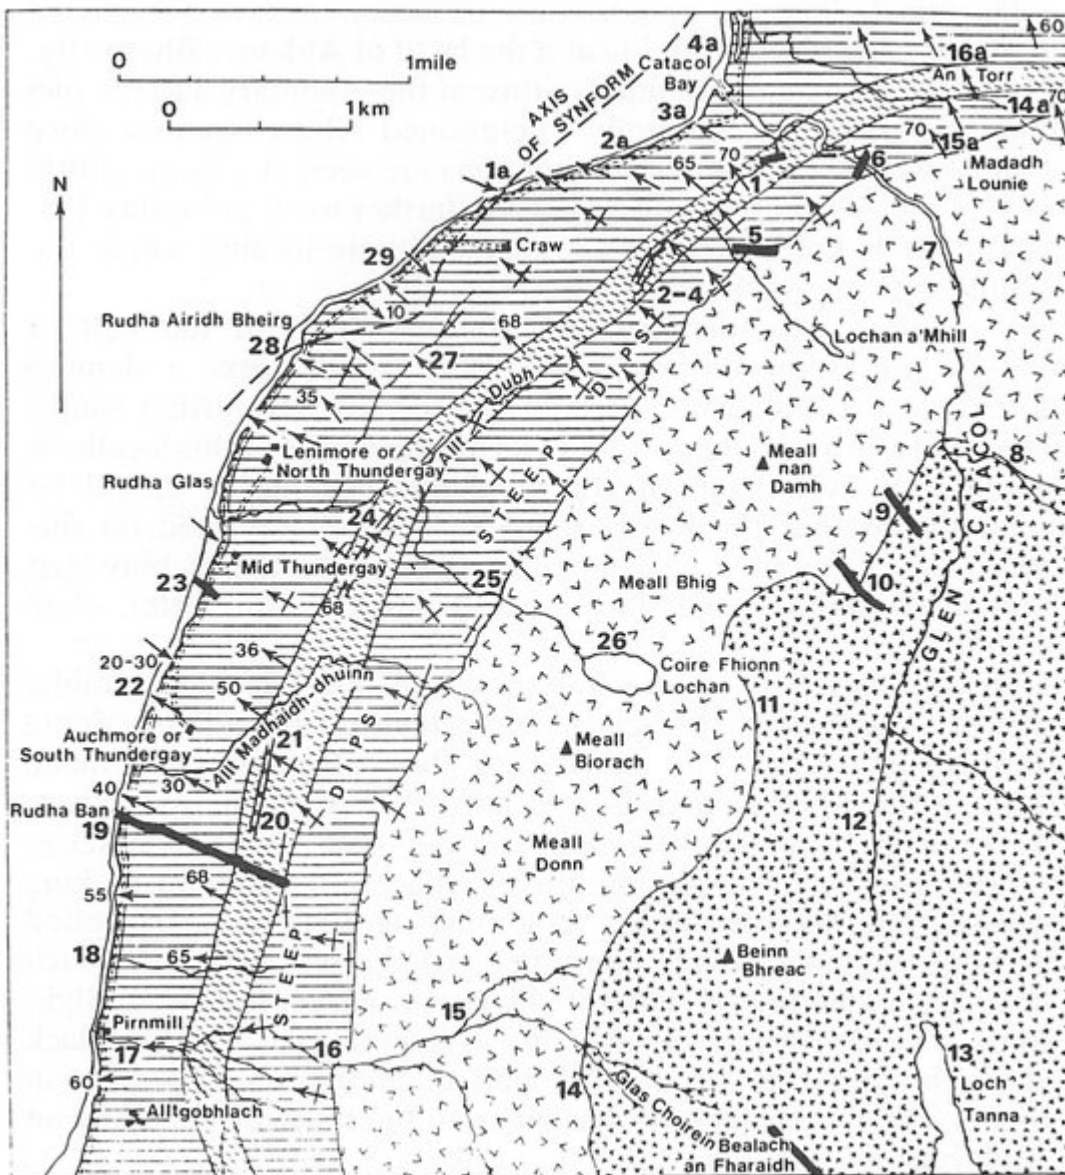 60
16a
4a
Catacol
Bay
An Torr
0
1mile
0
1km
AXIS
OF SYNFORM
3a
2a
1a
65
70
1
6
70
15a
14a
70
Madadh
Lounie
N
Craw
5
7
29
2-4
10
68
Rudha Airidh Bheirg
Lochan a'Mhill
28
27
Allt Dubh
35
STEEP DIPS
Lenimore or
North Thundergay
Meall
nan
Damh
8
Rudha Glas
9
24
GLEN CATACOL
Mid Thundergay
23
25
Meall Bhig
10
68
26
20-30
36
Coire Fhionn
Lochan
22
50
11
Auchmore or
South Thundergay
Allt Madhaidh-dhuinn
21
Meall
Biorach
30
40
Rudha Ban
19
20
12
Meall
Donn
68
55
STEEP DIPS
18
65
Beinn
Bhreac
Pirnmill
15
17
16
13
60
14
Loch
Tanna
Alltgobhlach
Glas Choirein
Bealach
an Fharaidh